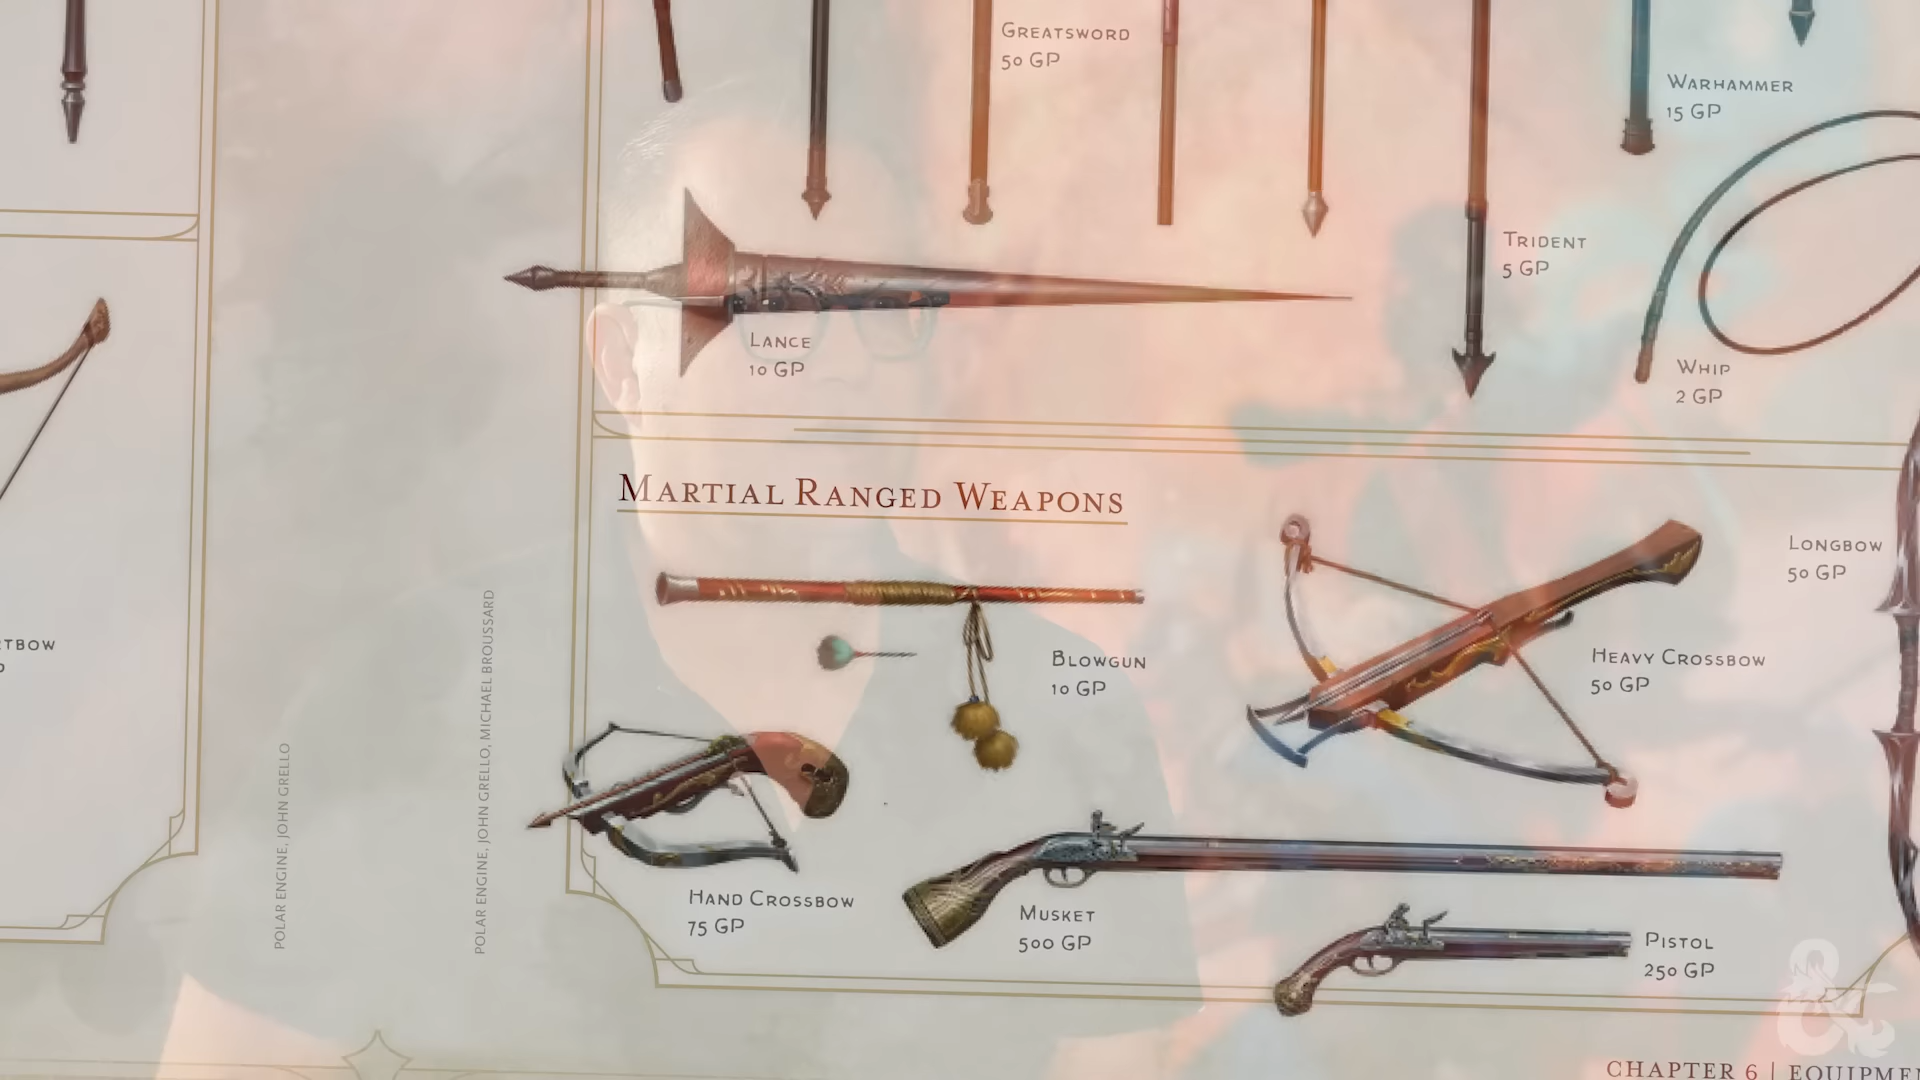 GREATSWORD
50 GP
WARHAMMER
15 GP
TRIDENT
5 GP
LANCE
10 GP
WHIP
2 GP
MARTIAL RANGED WEAPONS
LONGBOW
50 GP
TBOW
BLOWGUN
10 GP
HEAVY CROSSBOW
50 GP
HAND CROSSBOW
75 GP
MUSKET
500 GP
PISTOL
250 GP
POLAR ENGINE, JOHN GRELLO
POLAR ENGINE, JOHN GRELLO, MICHAEL BROUSSARD
CHAPTER 6 | EQUIPME